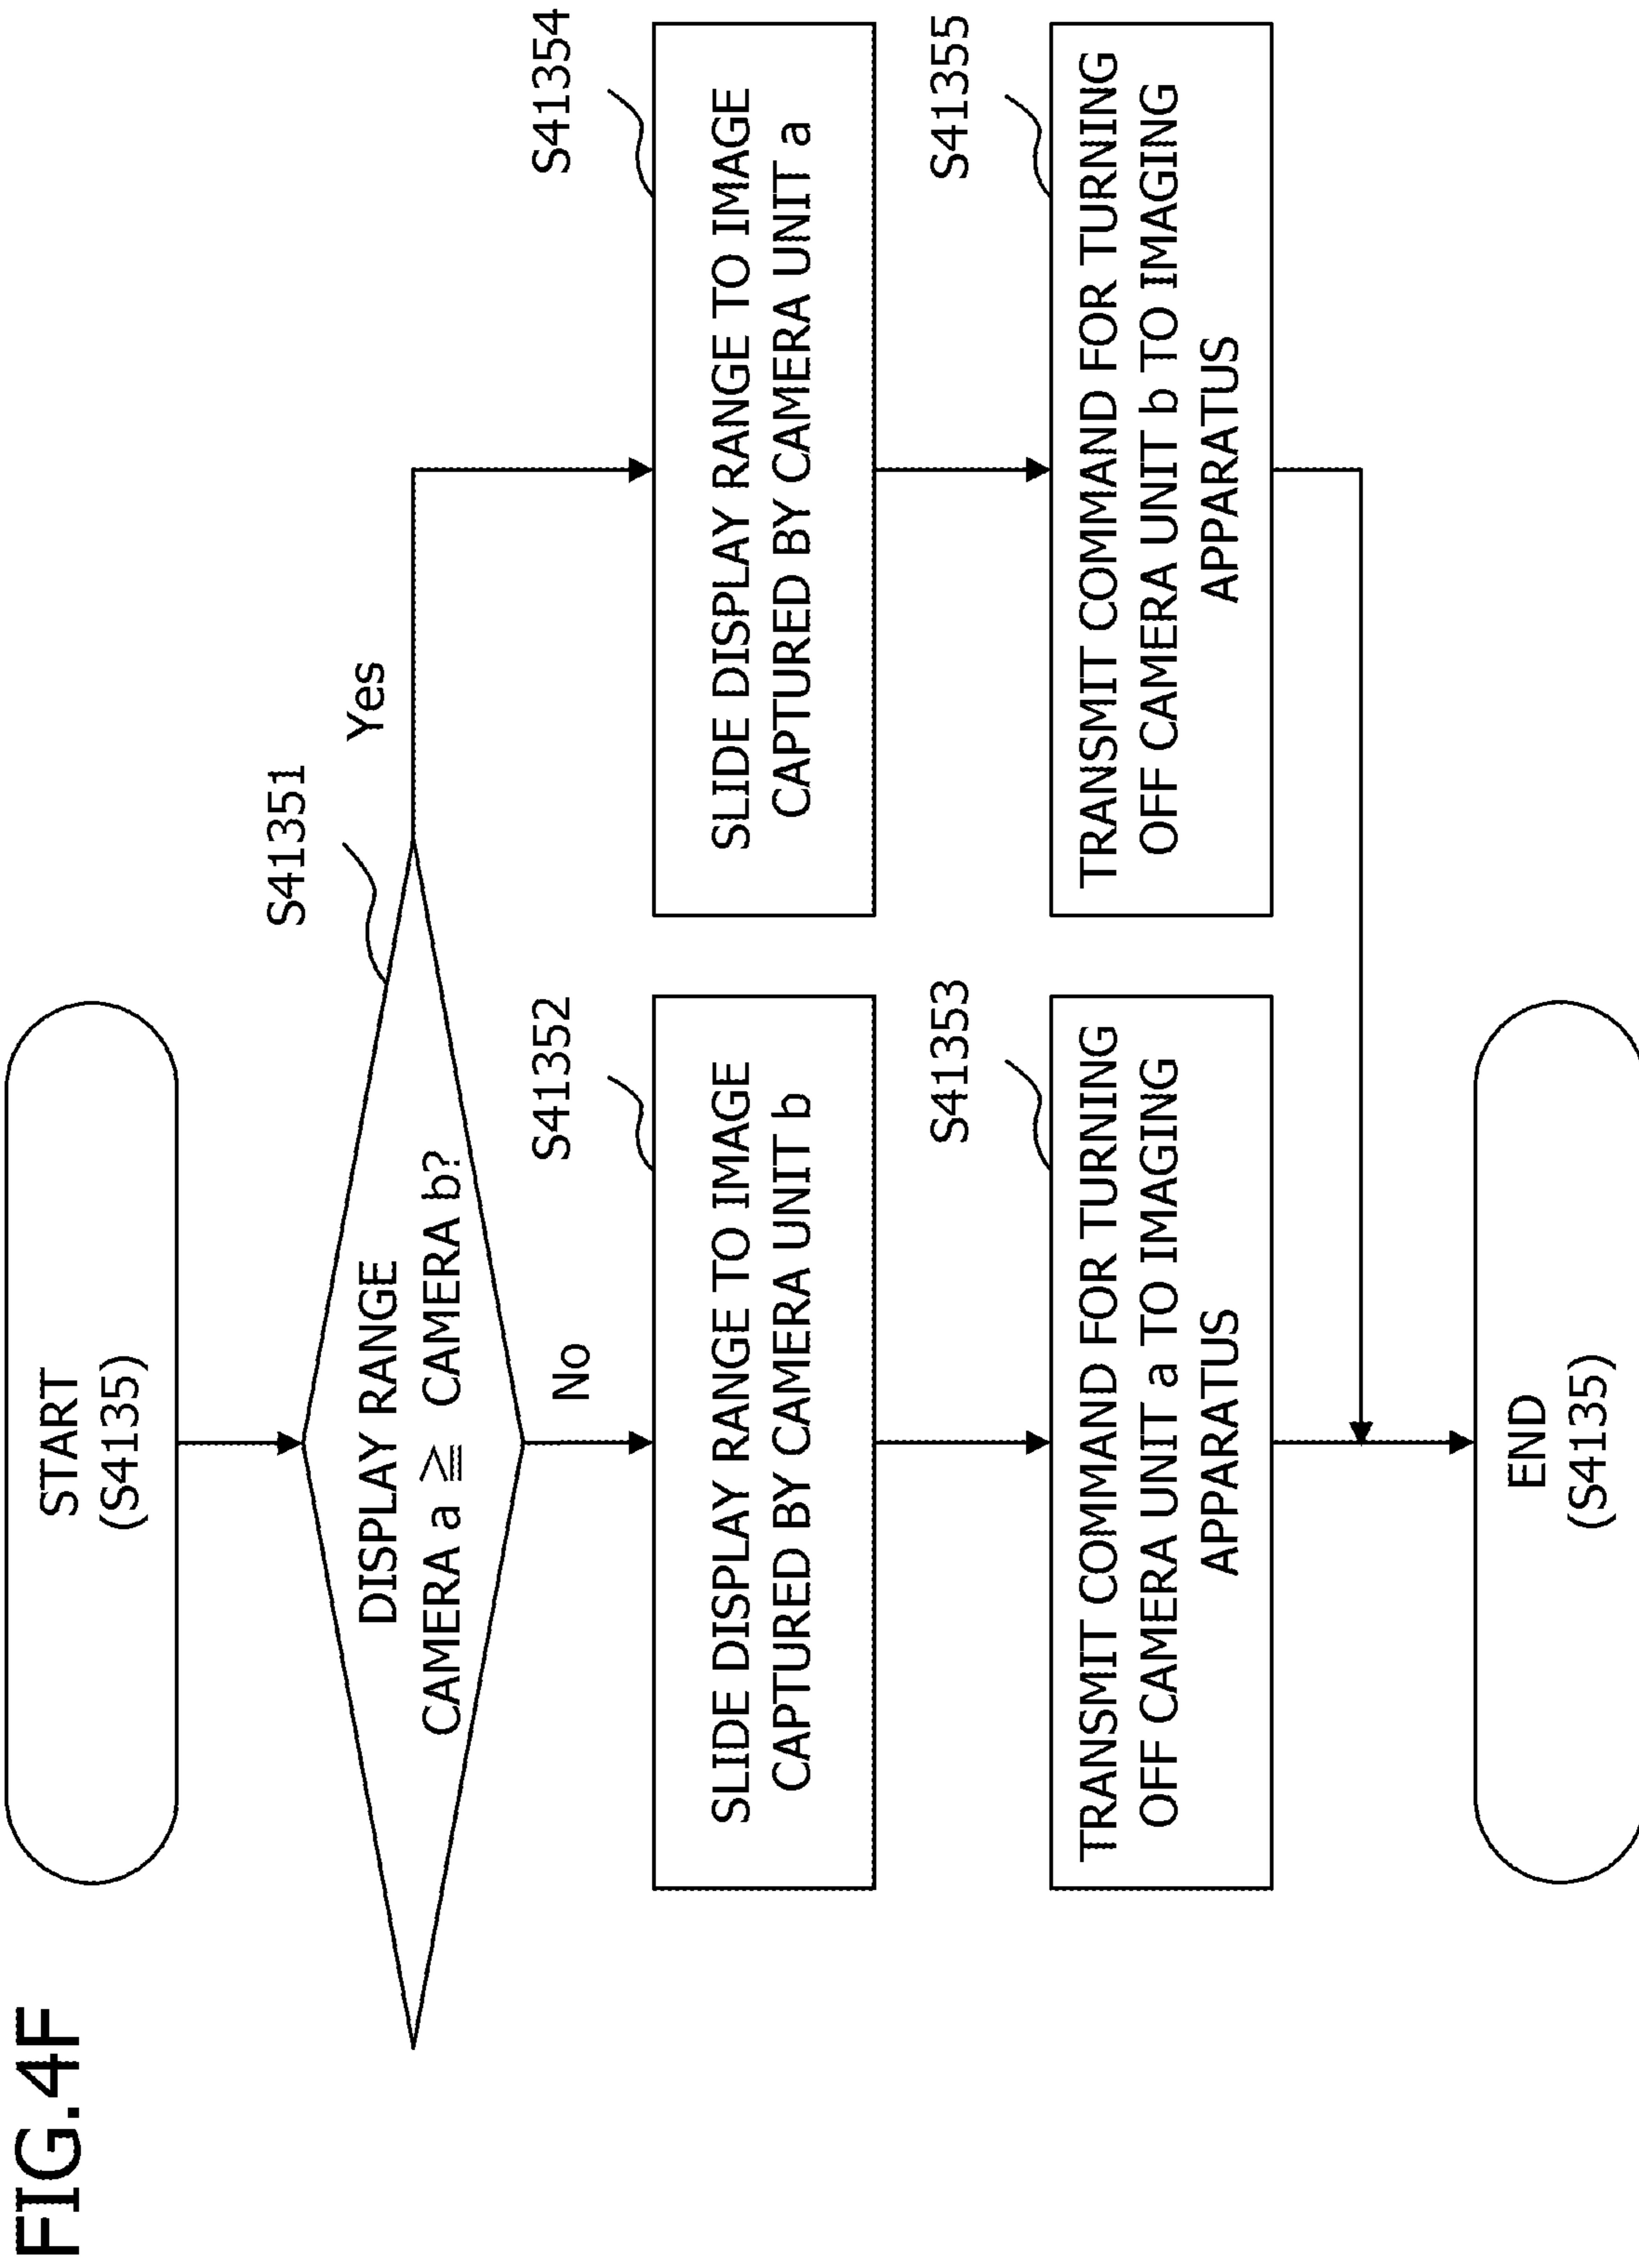 FIG.4F
START
(S4135)
S41351
DISPLAY RANGE
CAMERA a ≧ CAMERA b?
Yes
No
S41352
SLIDE DISPLAY RANGE TO IMAGE
CAPTURED BY CAMERA UNIT b
S41354
SLIDE DISPLAY RANGE TO IMAGE
CAPTURED BY CAMERA UNIT a
S41353
TRANSMIT COMMAND FOR TURNING
OFF CAMERA UNIT a TO IMAGING
APPARATUS
S41355
TRANSMIT COMMAND FOR TURNING
OFF CAMERA UNIT b TO IMAGING
APPARATUS
END
(S4135)